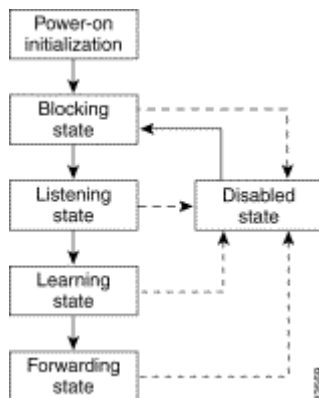 Power-on
initialization
Blocking
state
Listening
state
Disabled
state
Learning
state
Forwarding
state